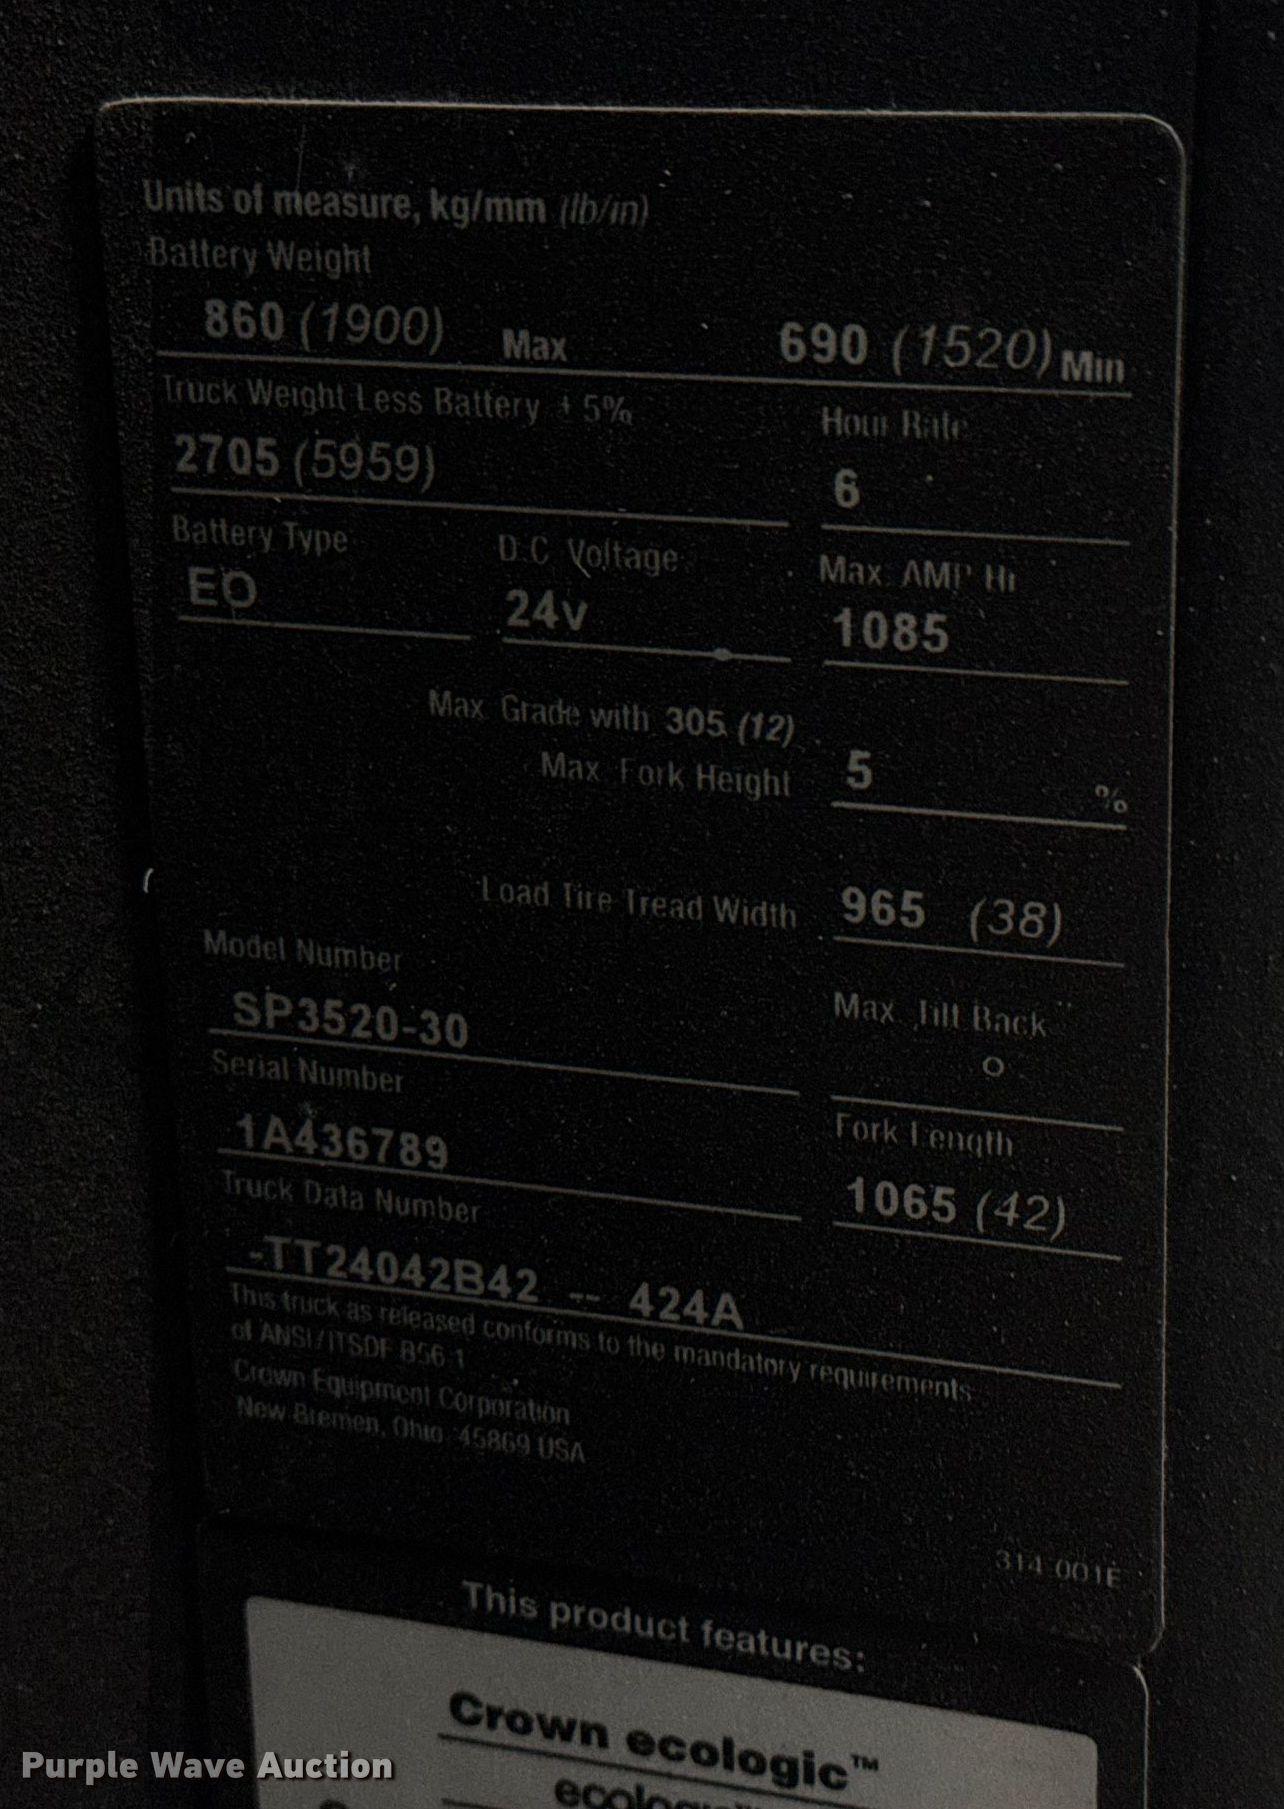 Units of measure, kg/mm (lb/in)
Battery Weight
860 (1900) Max 690 (1520) Min
Truck Weight Less Battery ± 5% Hour Rate
2705 (5959) 6
Battery Type D.C. Voltage Max. AMP Hr
EO 24v 1085
Max. Grade with 305 (12)
Max. Fork Height 5 %
Load Tire Tread Width 965 (38)
Model Number Max. Tilt Back
SP3520-30 °
Serial Number Fork Length
1A436789 1065 (42)
Truck Data Number
-TT24042B42 -- 424A
This truck as released conforms to the mandatory requirements
of ANSI/ITSDF B56.1
Crown Equipment Corporation
New Bremen, Ohio 45869 USA
314-001E
This product features:
Crown ecologic™
Purple Wave Auction